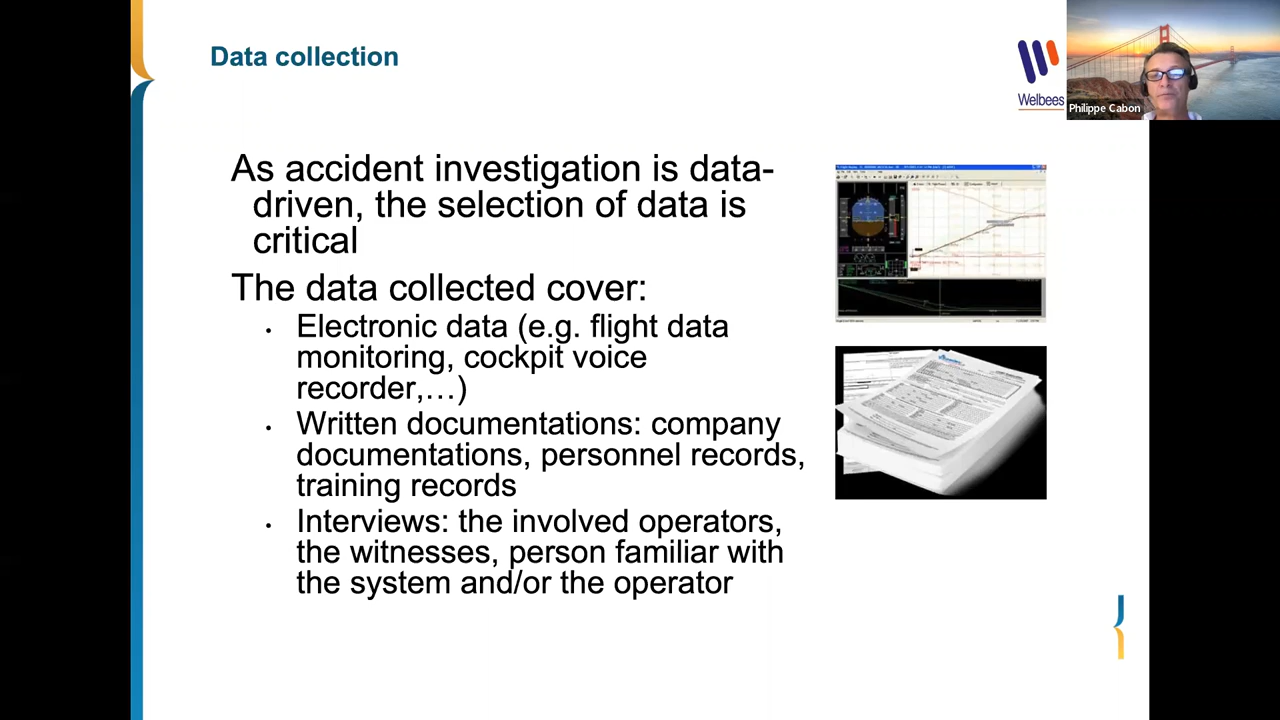 Data collection
Welbees
Philippe Cabon
As accident investigation is data-
driven, the selection of data is
critical
The data collected cover:
• Electronic data (e.g. flight data
monitoring, cockpit voice
recorder,…)
• Written documentations: company
documentations, personnel records,
training records
• Interviews: the involved operators,
the witnesses, person familiar with
the system and/or the operator